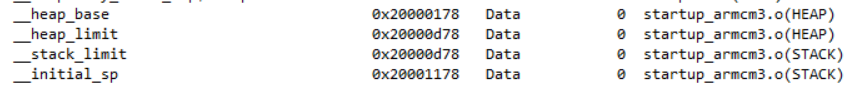 __heap_base 0x20000178 Data 0 startup_armcm3.o(HEAP)
__heap_limit 0x20000d78 Data 0 startup_armcm3.o(HEAP)
__stack_limit 0x20000d78 Data 0 startup_armcm3.o(STACK)
__initial_sp 0x20001178 Data 0 startup_armcm3.o(STACK)